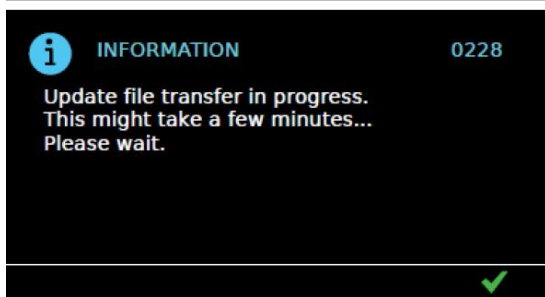 i INFORMATION 0228
Update file transfer in progress.
This might take a few minutes...
Please wait.